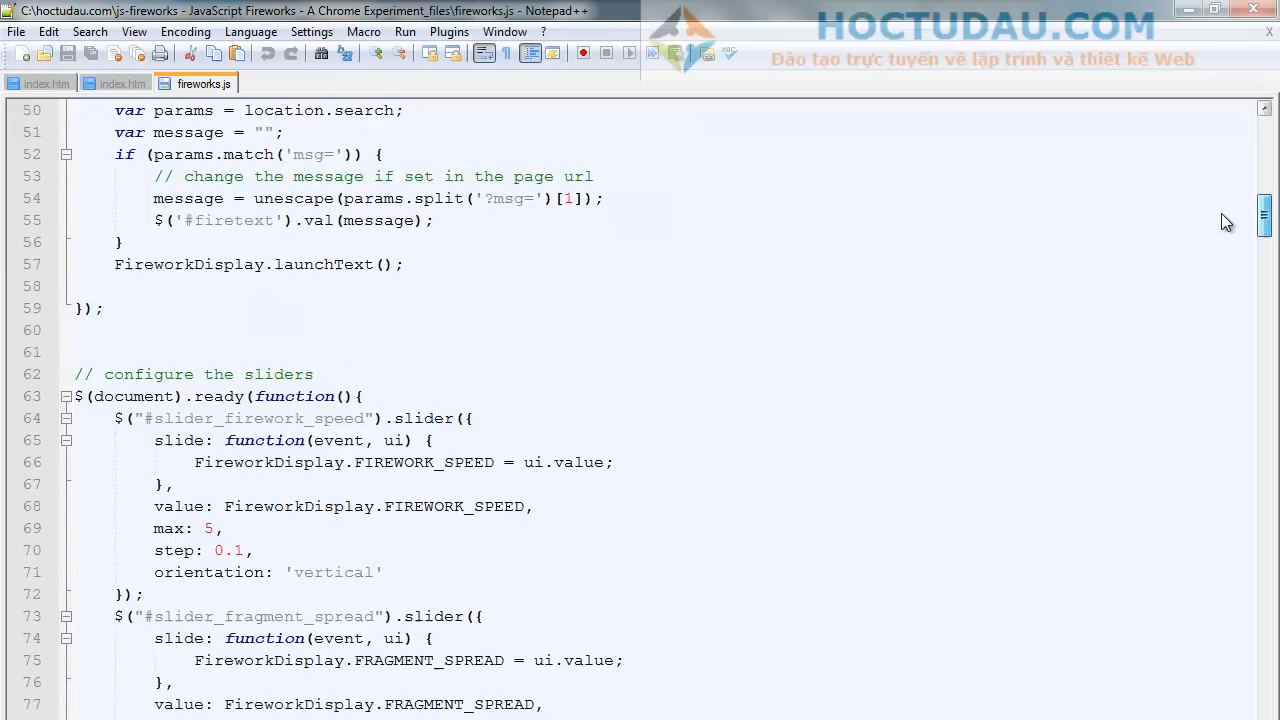 C:\hoctudau.com\js-fireworks - JavaScript Fireworks - A Chrome Experiment_files\fireworks.js - Notepad++
HOCTUDAU.COM
Đào tạo trực tuyến về lập trình và thiết kế Web
File Edit Search View Encoding Language Settings Macro Run Plugins Window ? X
index.htm index.htm fireworks.js
50 var params = location.search;
51 var message = "";
52 if (params.match('msg=')) {
53 // change the message if set in the page url
54 message = unescape(params.split('?msg=')[1]);
55 $('#firetext').val(message);
56 }
57 FireworkDisplay.launchText();
58
59 });
60
61
62 // configure the sliders
63 $(document).ready(function(){
64 $("#slider_firework_speed").slider({
65 slide: function(event, ui) {
66 FireworkDisplay.FIREWORK_SPEED = ui.value;
67 },
68 value: FireworkDisplay.FIREWORK_SPEED,
69 max: 5,
70 step: 0.1,
71 orientation: 'vertical'
72 });
73 $("#slider_fragment_spread").slider({
74 slide: function(event, ui) {
75 FireworkDisplay.FRAGMENT_SPREAD = ui.value;
76 },
77 value: FireworkDisplay.FRAGMENT_SPREAD,